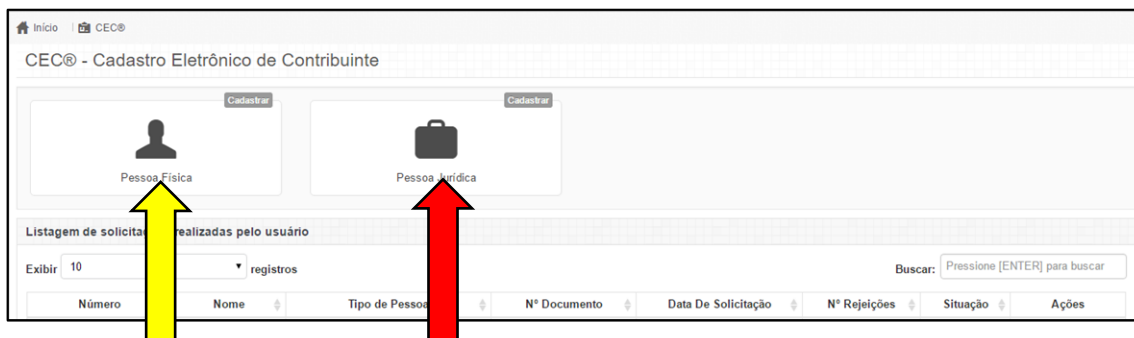 Início CEC®
CEC® - Cadastro Eletrônico de Contribuinte
Cadastrar Cadastrar
Pessoa Física Pessoa Jurídica
Listagem de realizadas pelo usuário
Exibir 10 registros Buscar: Pressione [ENTER] para buscar
Número Nome Tipo de Pessoa Nº Documento Data De Solicitação Nº Rejeições Situação Ações